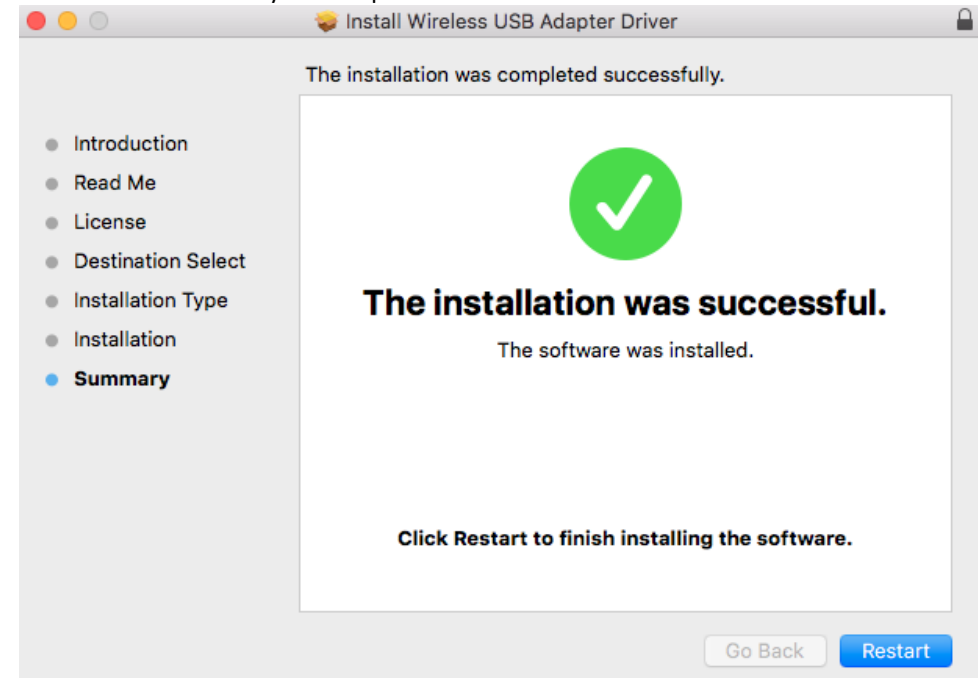 Install Wireless USB Adapter Driver
The installation was completed successfully.
Introduction
Read Me
License
Destination Select
Installation Type
Installation
Summary
The installation was successful.
The software was installed.
Click Restart to finish installing the software.
Go Back
Restart